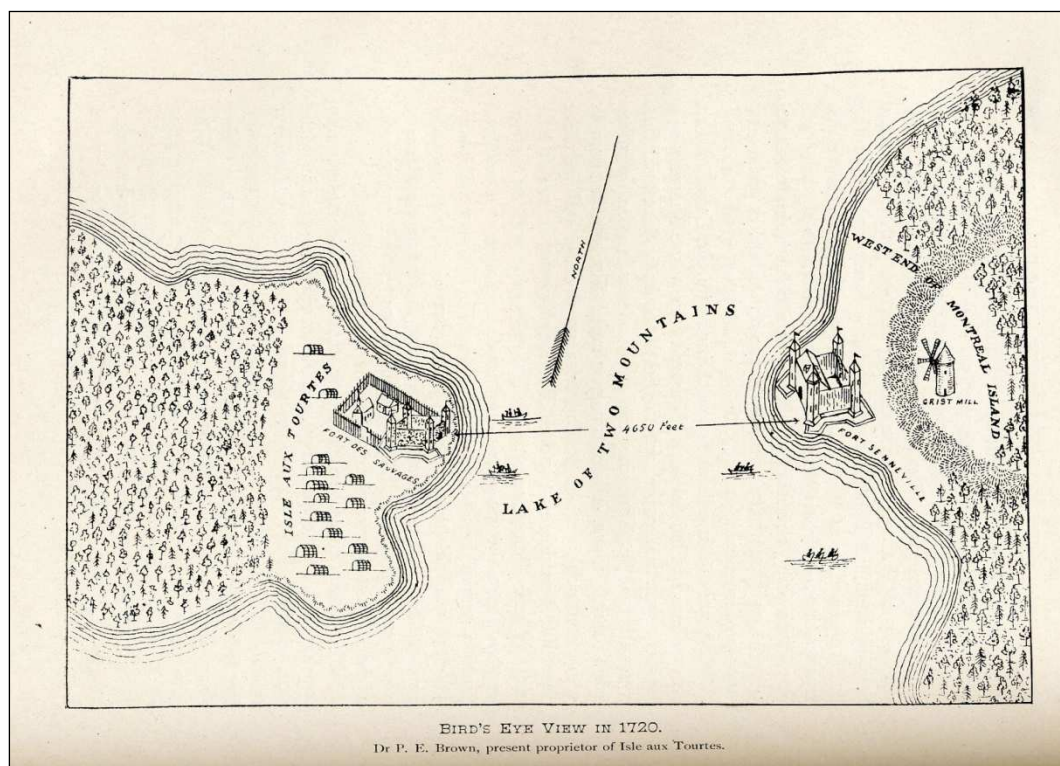 NORTH
WEST END OF MONTREAL ISLAND
LAKE OF TWO MOUNTAINS
ISLE AUX TOURTES
FORT DES SAUVAGES
4650 Feet
GRIST MILL
FORT SENNEVILLE
BIRD'S EYE VIEW IN 1720.
Dr P. E. Brown, present proprietor of Isle aux Tourtes.